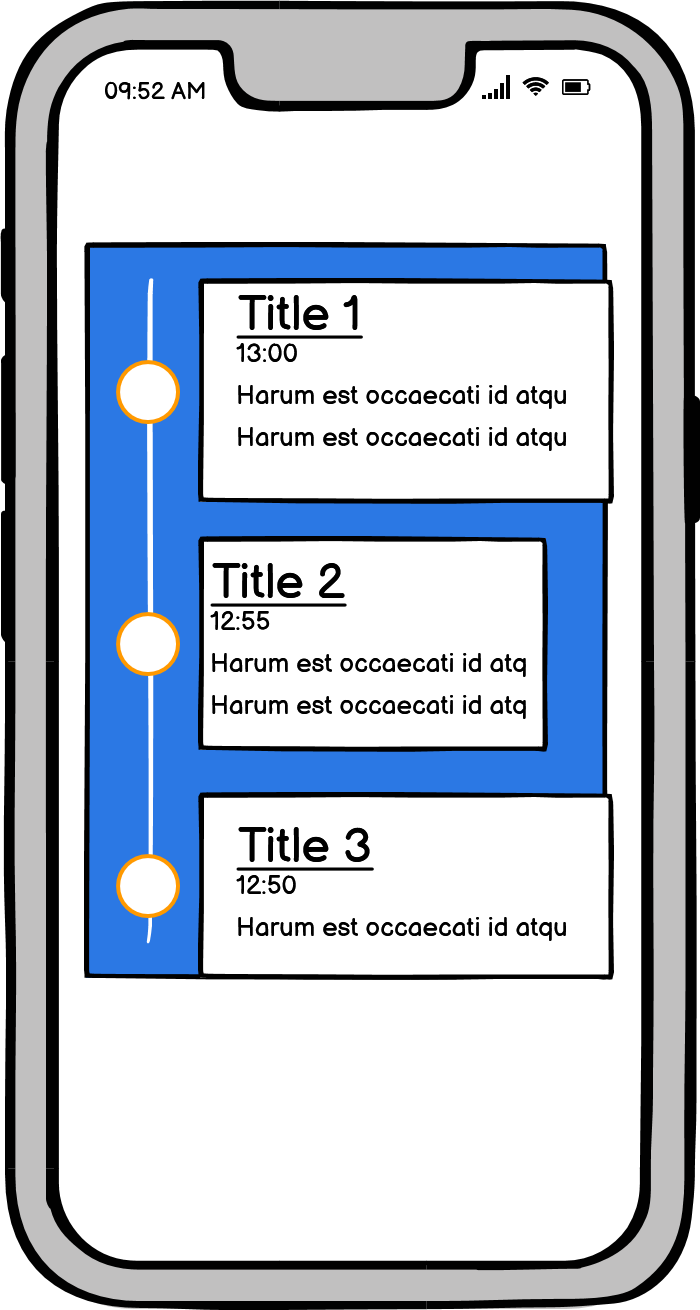 09:52 AM
Title 1
13:00
Harum est occaecati id atqu
Harum est occaecati id atqu
Title 2
12:55
Harum est occaecati id atq
Harum est occaecati id atq
Title 3
12:50
Harum est occaecati id atqu